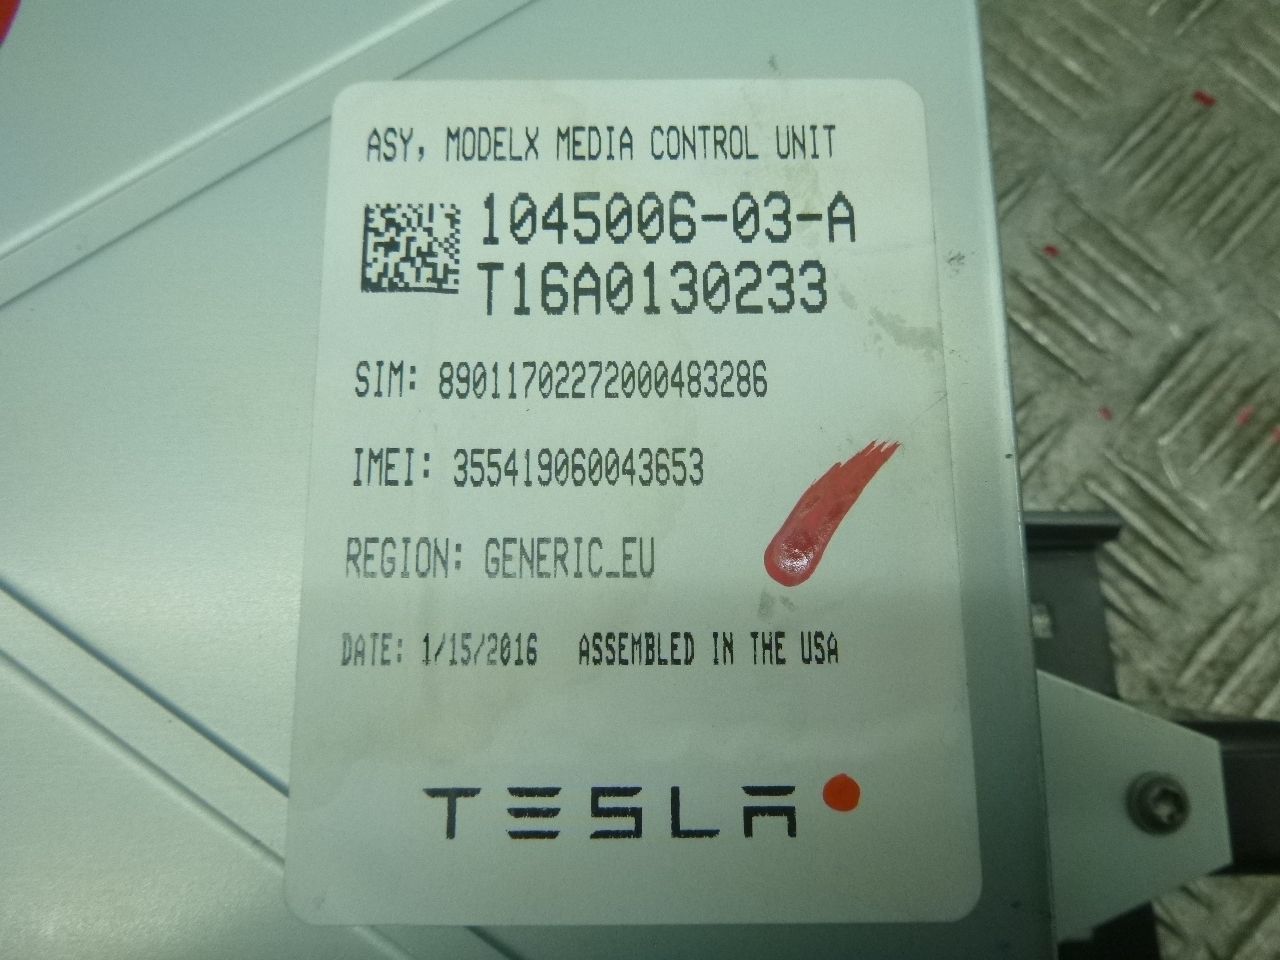 ASY, MODELX MEDIA CONTROL UNIT
1045006-03-A
T16A0130233
SIM: 89011702272000483286
IMEI: 355419060043653
REGION: GENERIC_EU
DATE: 1/15/2016 ASSEMBLED IN THE USA
TESLA